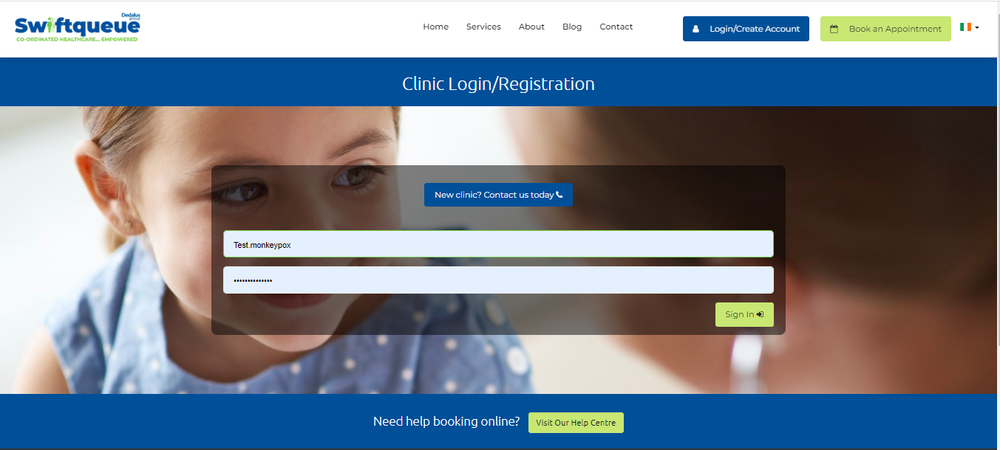 Dedalus
group
Swiftqueue
CO-ORDINATED HEALTHCARE... EMPOWERED
Home Services About Blog Contact
Login/Create Account
Book an Appointment
Clinic Login/Registration
New clinic? Contact us today
Test.monkeypox
••••••••••••••
Sign In
Need help booking online?
Visit Our Help Centre